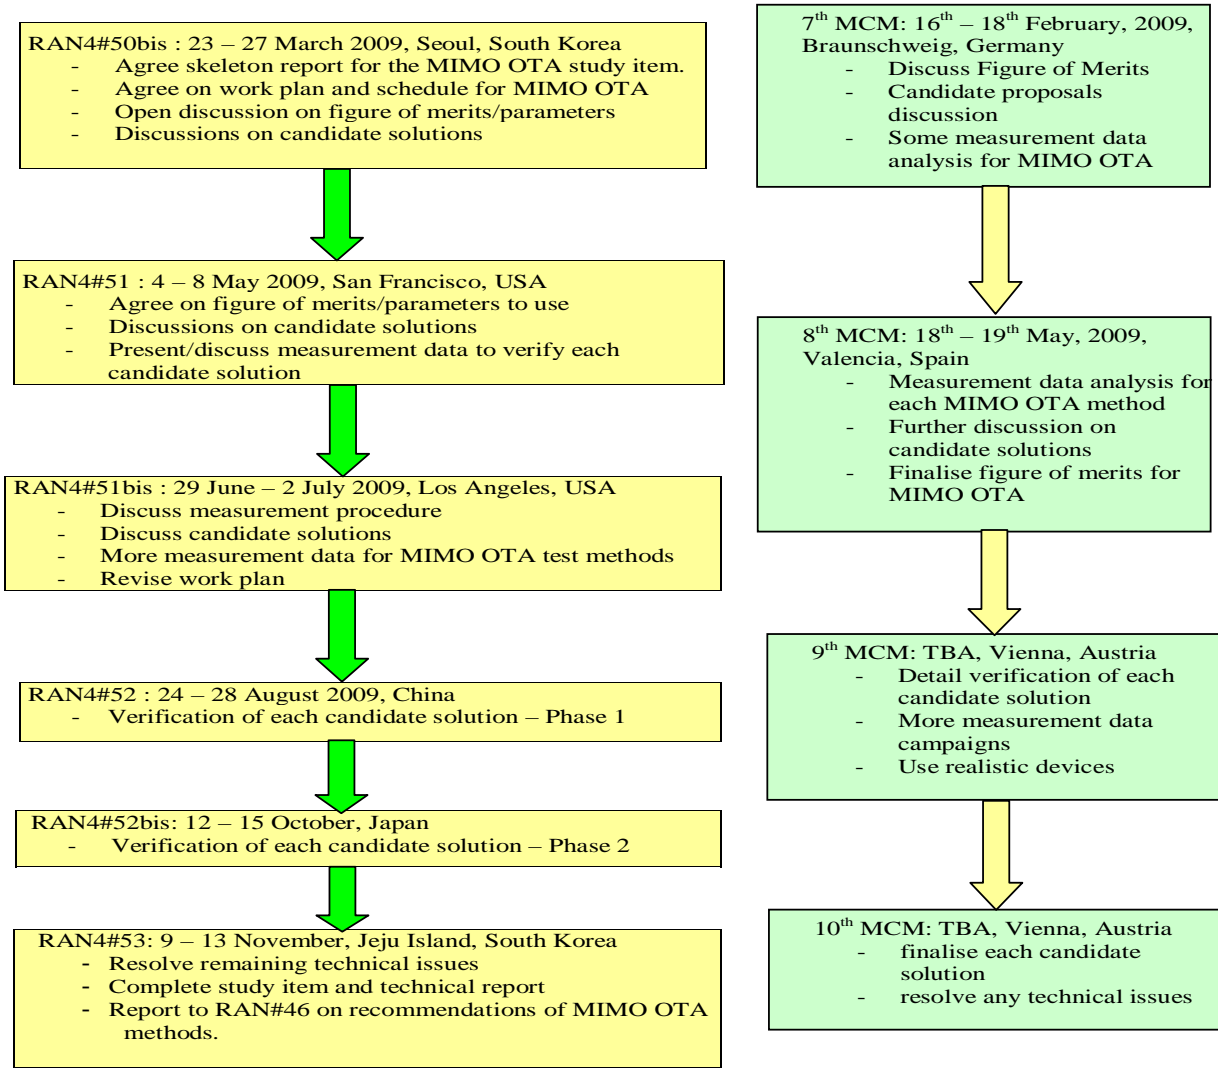 RAN4#50bis : 23 – 27 March 2009, Seoul, South Korea
- Agree skeleton report for the MIMO OTA study item.
- Agree on work plan and schedule for MIMO OTA
- Open discussion on figure of merits/parameters
- Discussions on candidate solutions
RAN4#51 : 4 – 8 May 2009, San Francisco, USA
- Agree on figure of merits/parameters to use
- Discussions on candidate solutions
- Present/discuss measurement data to verify each
candidate solution
RAN4#51bis : 29 June – 2 July 2009, Los Angeles, USA
- Discuss measurement procedure
- Discuss candidate solutions
- More measurement data for MIMO OTA test methods
- Revise work plan
RAN4#52 : 24 – 28 August 2009, China
- Verification of each candidate solution – Phase 1
RAN4#52bis: 12 – 15 October, Japan
- Verification of each candidate solution – Phase 2
RAN4#53: 9 – 13 November, Jeju Island, South Korea
- Resolve remaining technical issues
- Complete study item and technical report
- Report to RAN#46 on recommendations of MIMO OTA
methods.
7th MCM: 16th – 18th February, 2009,
Braunschweig, Germany
- Discuss Figure of Merits
- Candidate proposals
discussion
- Some measurement data
analysis for MIMO OTA
8th MCM: 18th – 19th May, 2009,
Valencia, Spain
- Measurement data analysis for
each MIMO OTA method
- Further discussion on
candidate solutions
- Finalise figure of merits for
MIMO OTA
9th MCM: TBA, Vienna, Austria
- Detail verification of each
candidate solution
- More measurement data
campaigns
- Use realistic devices
10th MCM: TBA, Vienna, Austria
- finalise each candidate
solution
- resolve any technical issues